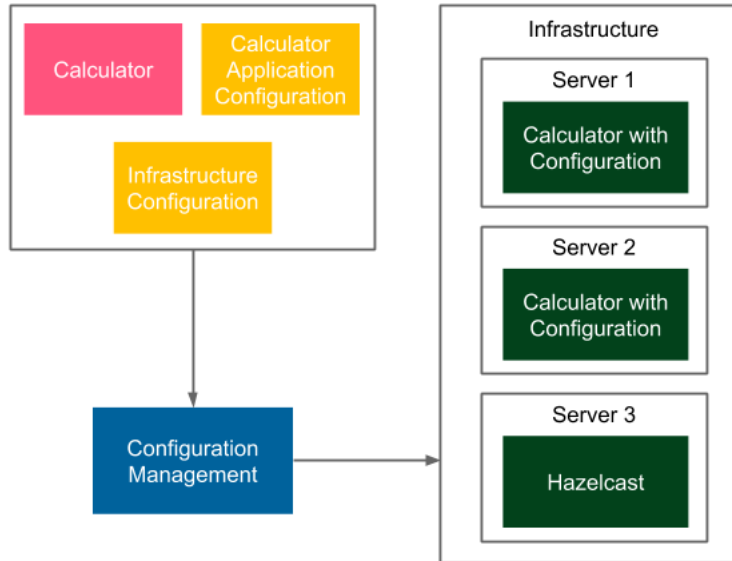 Calculator
Calculator
Application
Configuration
Infrastructure
Configuration
Configuration
Management
Infrastructure
Server 1
Calculator with
Configuration
Server 2
Calculator with
Configuration
Server 3
Hazelcast